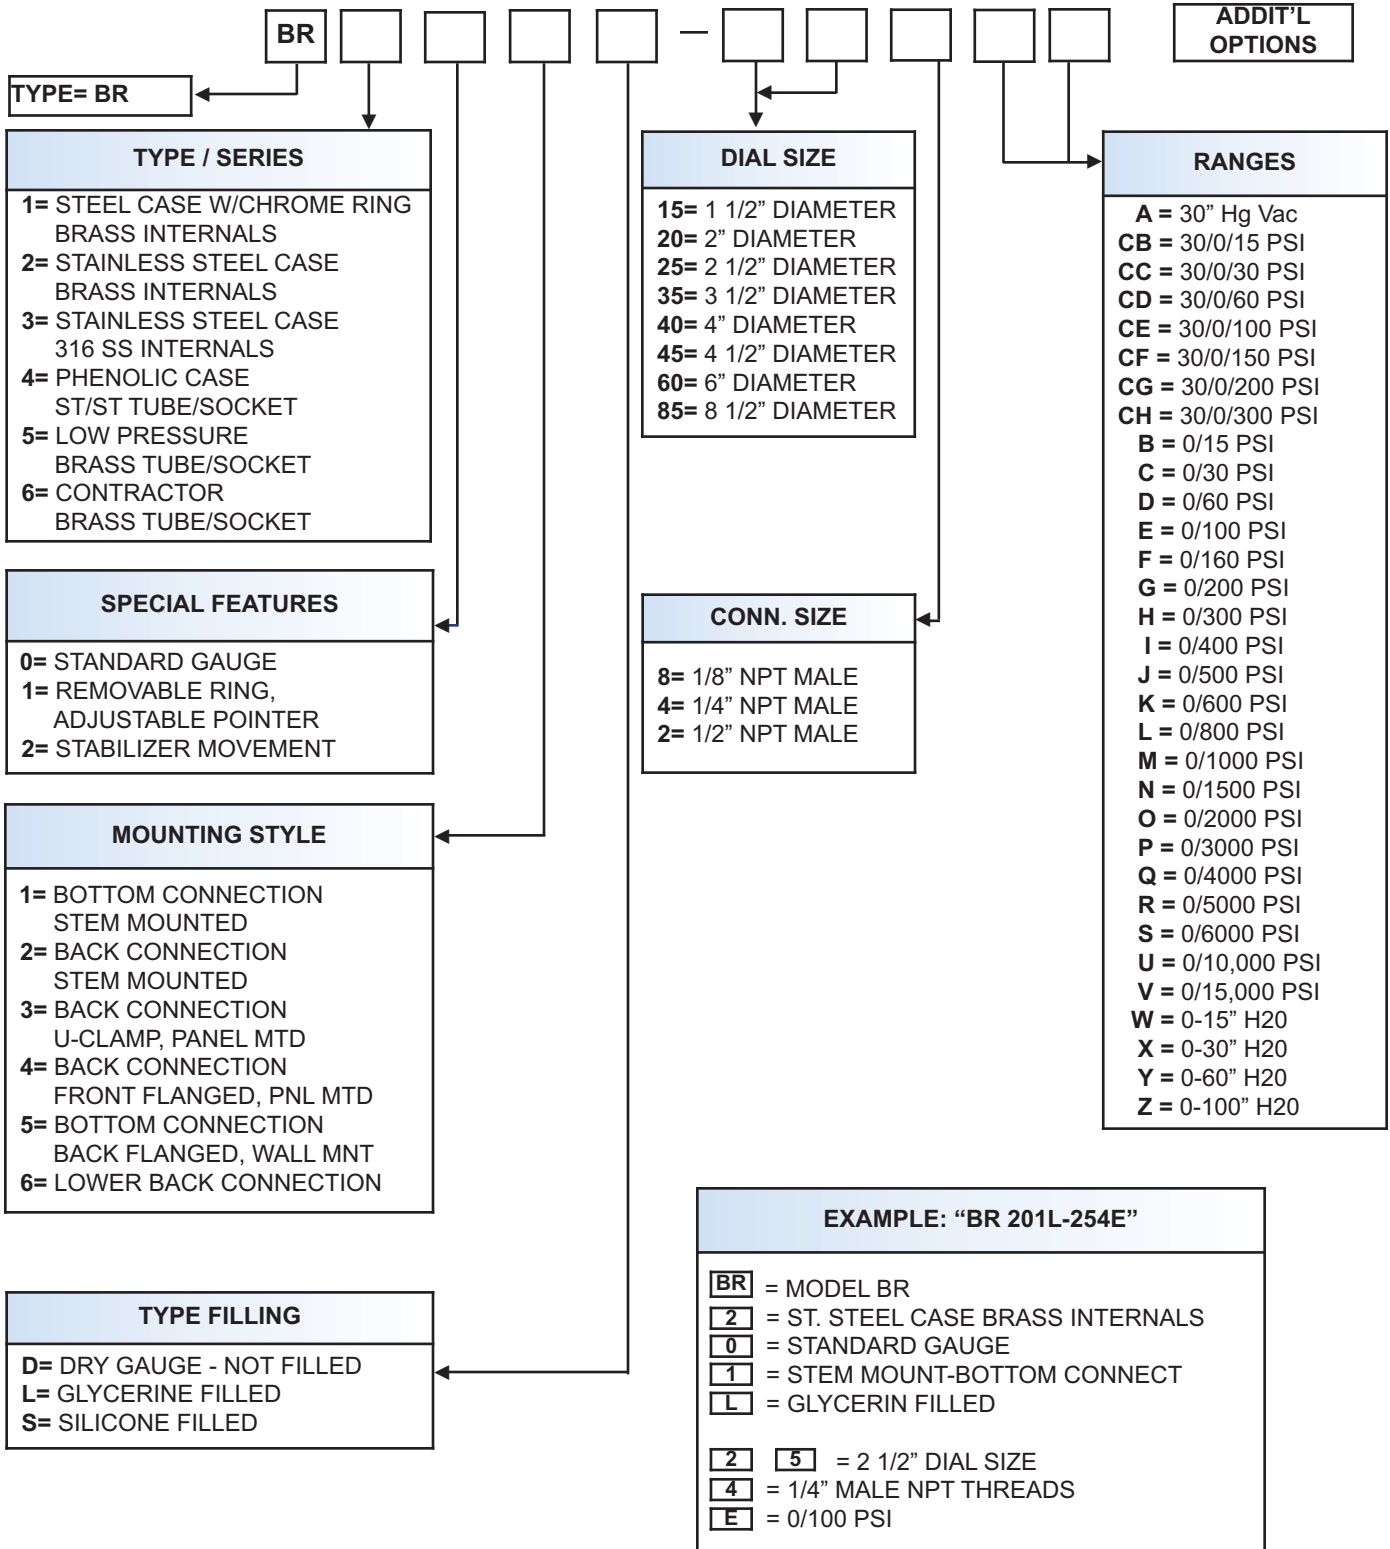 BR
—
ADDIT’L
OPTIONS
TYPE= BR
TYPE / SERIES
1= STEEL CASE W/CHROME RING
BRASS INTERNALS
2= STAINLESS STEEL CASE
BRASS INTERNALS
3= STAINLESS STEEL CASE
316 SS INTERNALS
4= PHENOLIC CASE
ST/ST TUBE/SOCKET
5= LOW PRESSURE
BRASS TUBE/SOCKET
6= CONTRACTOR
BRASS TUBE/SOCKET
SPECIAL FEATURES
0= STANDARD GAUGE
1= REMOVABLE RING,
ADJUSTABLE POINTER
2= STABILIZER MOVEMENT
MOUNTING STYLE
1= BOTTOM CONNECTION
STEM MOUNTED
2= BACK CONNECTION
STEM MOUNTED
3= BACK CONNECTION
U-CLAMP, PANEL MTD
4= BACK CONNECTION
FRONT FLANGED, PNL MTD
5= BOTTOM CONNECTION
BACK FLANGED, WALL MNT
6= LOWER BACK CONNECTION
TYPE FILLING
D= DRY GAUGE - NOT FILLED
L= GLYCERINE FILLED
S= SILICONE FILLED
DIAL SIZE
15= 1 1/2” DIAMETER
20= 2” DIAMETER
25= 2 1/2” DIAMETER
35= 3 1/2” DIAMETER
40= 4” DIAMETER
45= 4 1/2” DIAMETER
60= 6” DIAMETER
85= 8 1/2” DIAMETER
CONN. SIZE
8= 1/8” NPT MALE
4= 1/4” NPT MALE
2= 1/2” NPT MALE
RANGES
A = 30” Hg Vac
CB = 30/0/15 PSI
CC = 30/0/30 PSI
CD = 30/0/60 PSI
CE = 30/0/100 PSI
CF = 30/0/150 PSI
CG = 30/0/200 PSI
CH = 30/0/300 PSI
B = 0/15 PSI
C = 0/30 PSI
D = 0/60 PSI
E = 0/100 PSI
F = 0/160 PSI
G = 0/200 PSI
H = 0/300 PSI
I = 0/400 PSI
J = 0/500 PSI
K = 0/600 PSI
L = 0/800 PSI
M = 0/1000 PSI
N = 0/1500 PSI
O = 0/2000 PSI
P = 0/3000 PSI
Q = 0/4000 PSI
R = 0/5000 PSI
S = 0/6000 PSI
U = 0/10,000 PSI
V = 0/15,000 PSI
W = 0-15” H20
X = 0-30” H20
Y = 0-60” H20
Z = 0-100” H20
EXAMPLE: “BR 201L-254E”
BR = MODEL BR
2 = ST. STEEL CASE BRASS INTERNALS
0 = STANDARD GAUGE
1 = STEM MOUNT-BOTTOM CONNECT
L = GLYCERIN FILLED
2 5 = 2 1/2” DIAL SIZE
4 = 1/4” MALE NPT THREADS
E = 0/100 PSI